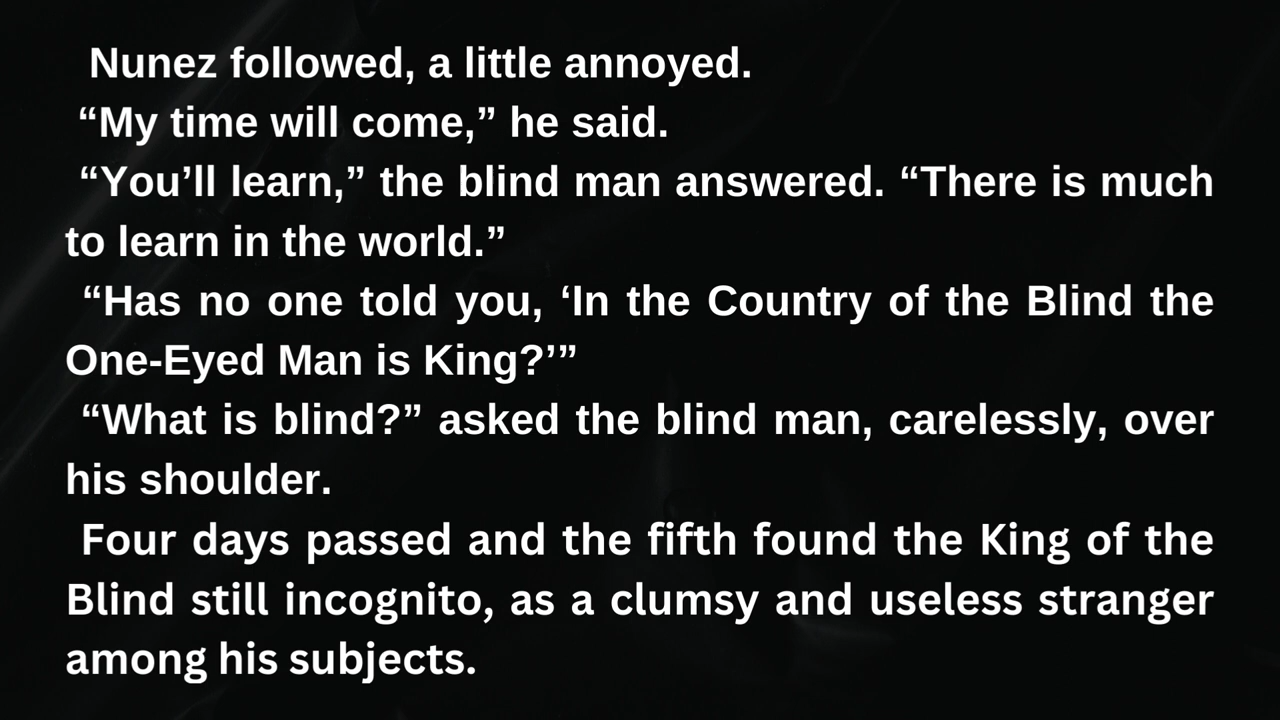 Nunez followed, a little annoyed.
“My time will come,” he said.
“You’ll learn,” the blind man answered. “There is much
to learn in the world.”
“Has no one told you, ‘In the Country of the Blind the
One-Eyed Man is King?’”
“What is blind?” asked the blind man, carelessly, over
his shoulder.
Four days passed and the fifth found the King of the
Blind still incognito, as a clumsy and useless stranger
among his subjects.